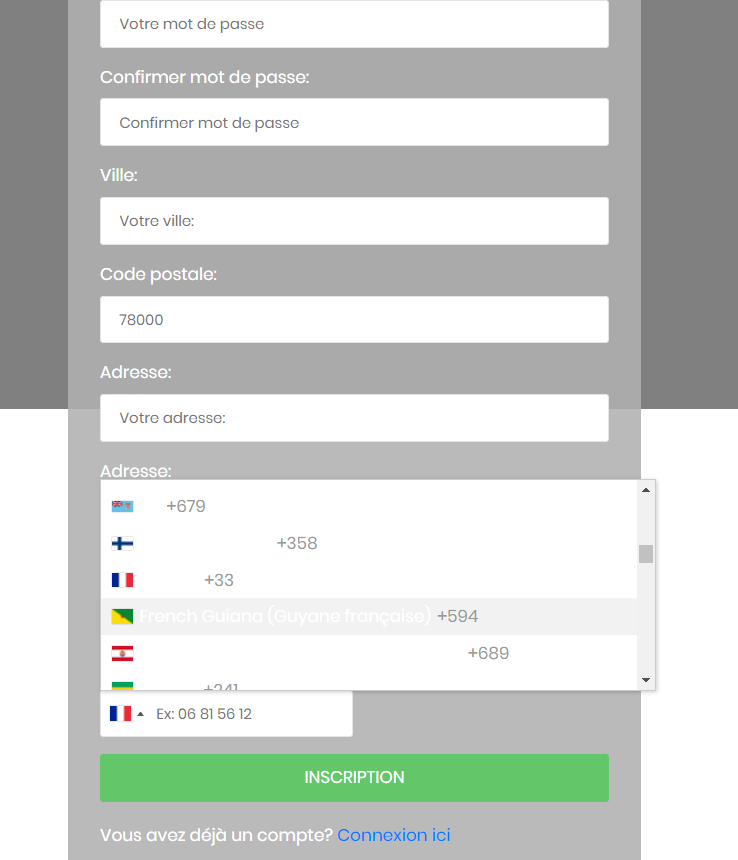 Votre mot de passe
Confirmer mot de passe:
Confirmer mot de passe
Ville:
Votre ville:
Code postale:
78000
Adresse:
Votre adresse:
Adresse:
+679
+358
+33
French Guiana (Guyane française) +594
+689
+241
Ex: 06 81 56 12
INSCRIPTION
Vous avez déjà un compte? Connexion ici